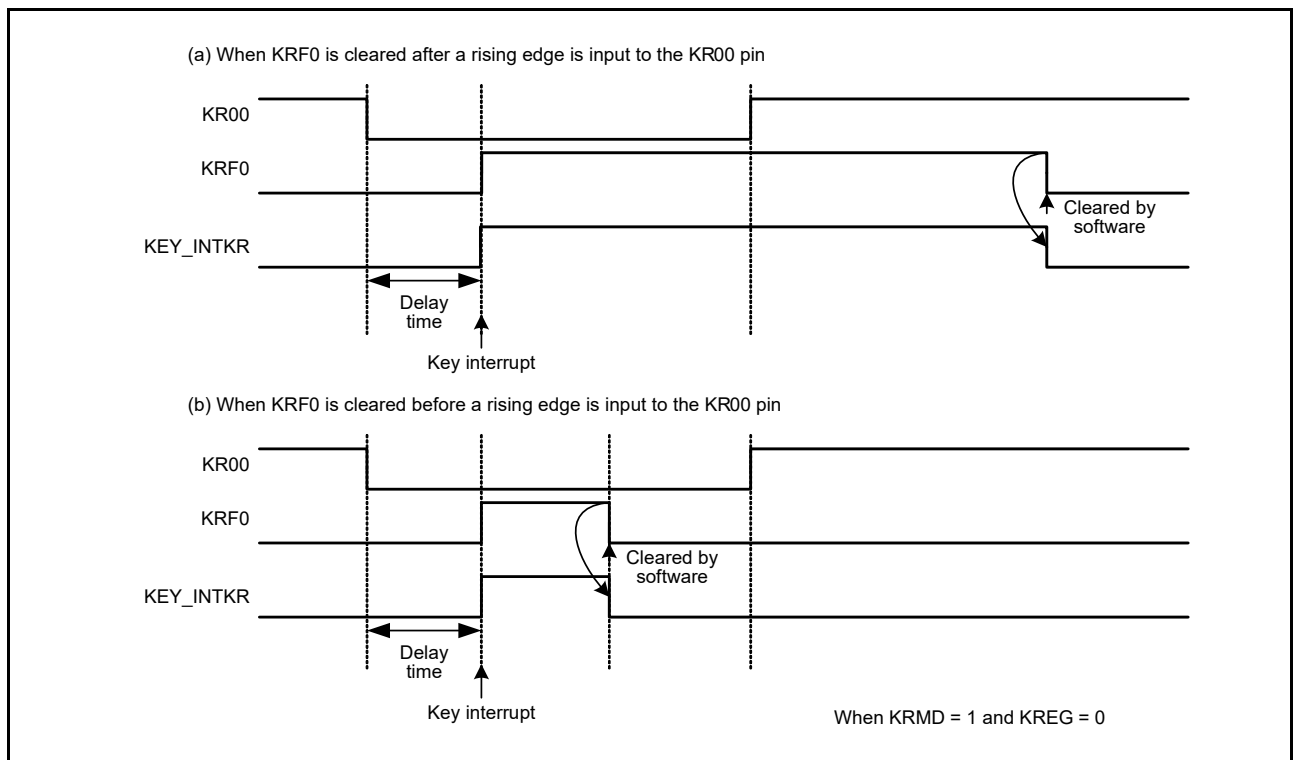 (a) When KRF0 is cleared after a rising edge is input to the KR00 pin
KR00
KRF0
Cleared by
software
KEY_INTKR
Delay
time
Key interrupt
(b) When KRF0 is cleared before a rising edge is input to the KR00 pin
KR00
KRF0
Cleared by
software
KEY_INTKR
Delay
time
Key interrupt
When KRMD = 1 and KREG = 0